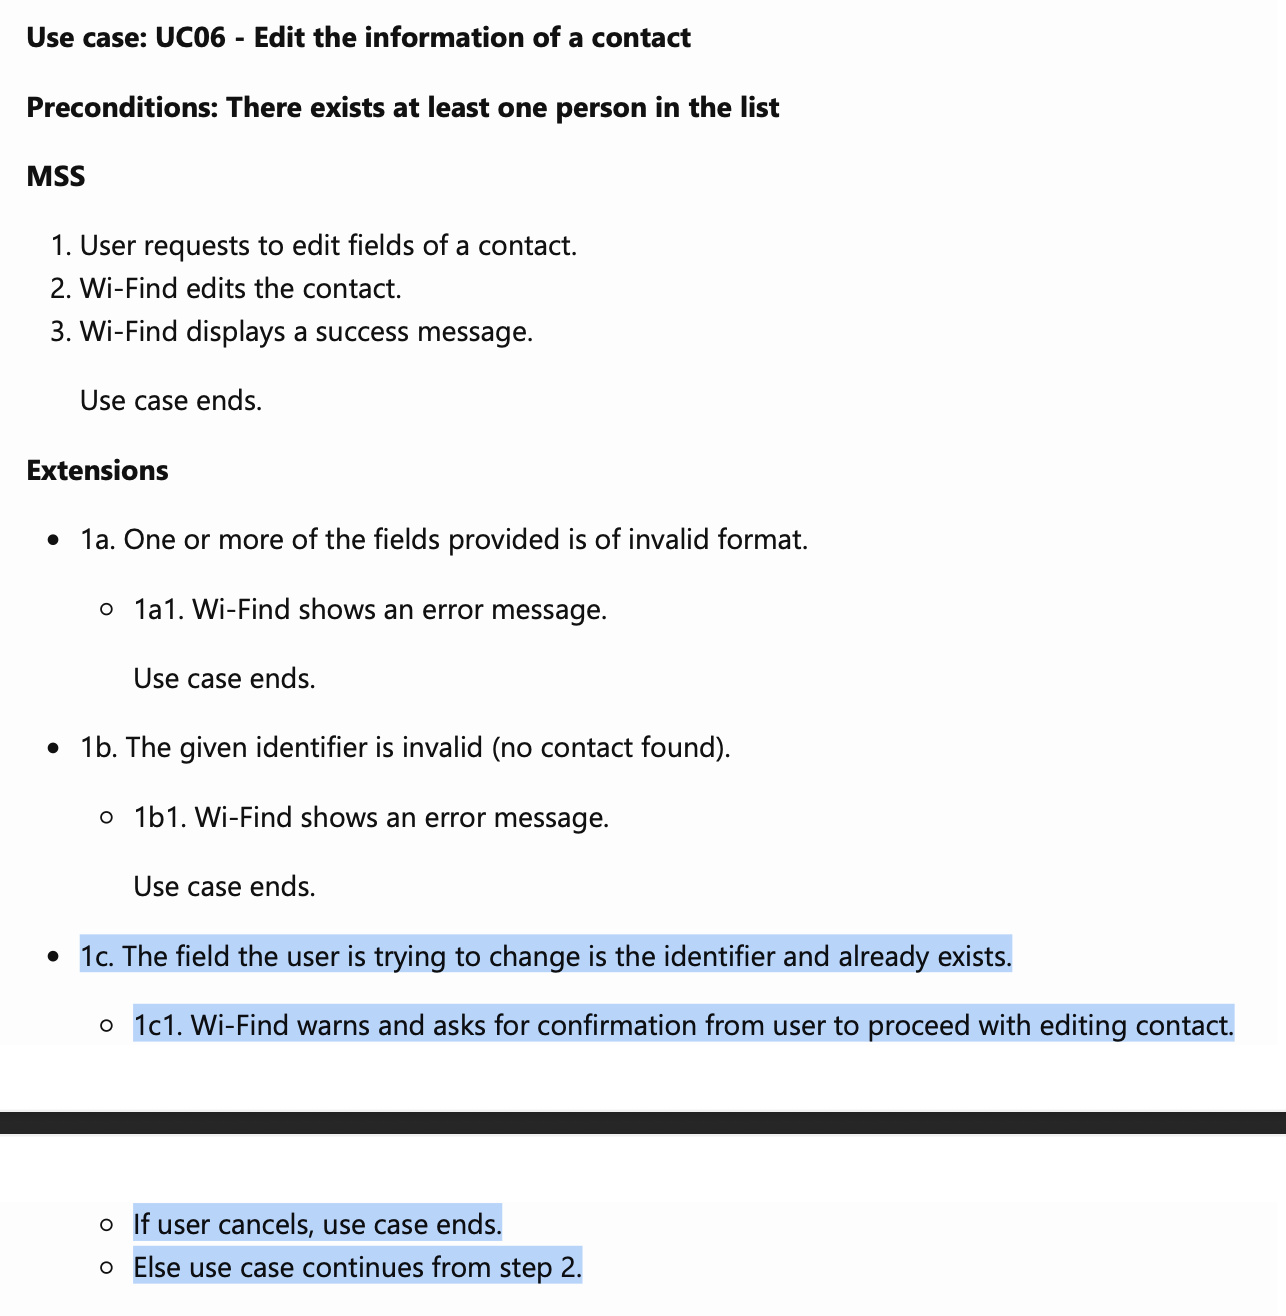 Use case: UC06 - Edit the information of a contact
Preconditions: There exists at least one person in the list
MSS
1. User requests to edit fields of a contact.
2. Wi-Find edits the contact.
3. Wi-Find displays a success message.
Use case ends.
Extensions
• 1a. One or more of the fields provided is of invalid format.
○ 1a1. Wi-Find shows an error message.
Use case ends.
• 1b. The given identifier is invalid (no contact found).
○ 1b1. Wi-Find shows an error message.
Use case ends.
• 1c. The field the user is trying to change is the identifier and already exists.
○ 1c1. Wi-Find warns and asks for confirmation from user to proceed with editing contact.
○ If user cancels, use case ends.
○ Else use case continues from step 2.